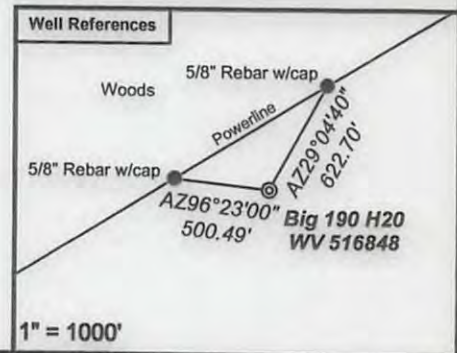 Well References
5/8" Rebar w/cap
Woods
Powerline
AZ29°04'40"
622.70'
5/8" Rebar w/cap
AZ96°23'00"
500.49'
Big 190 H20
WV 516848
1" = 1000'